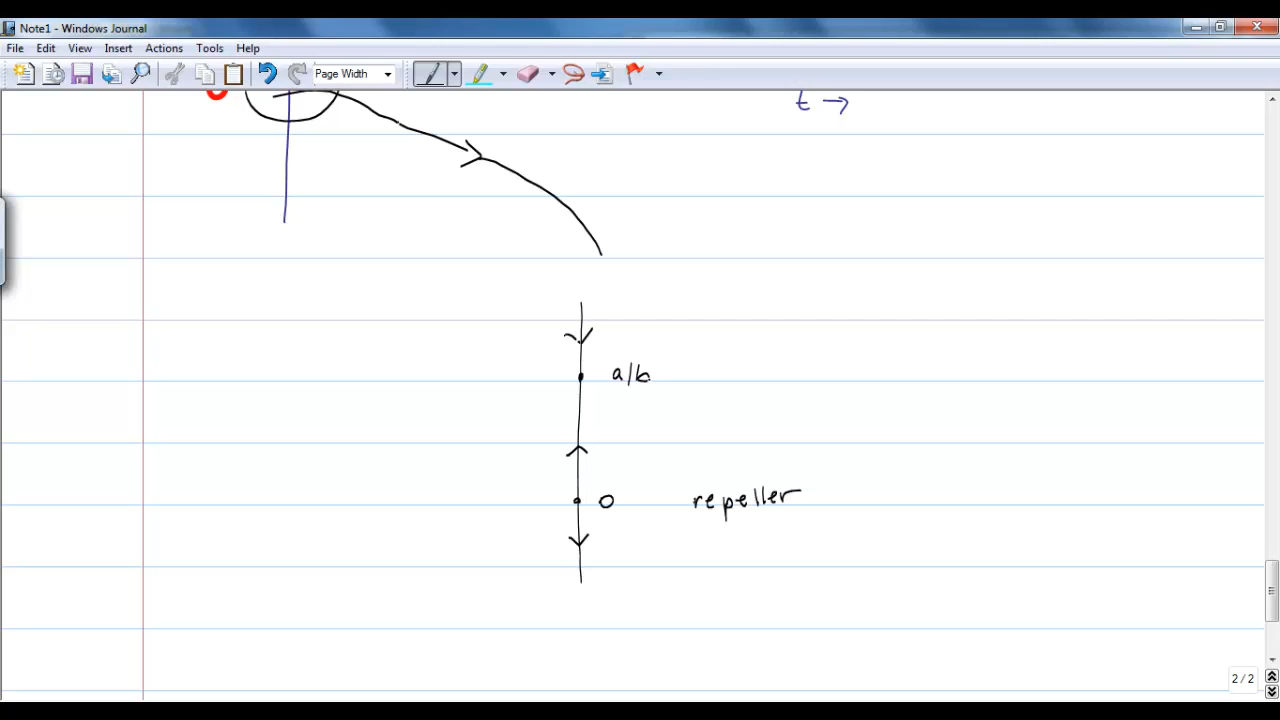 Note1 - Windows Journal
File Edit View Insert Actions Tools Help
Page Width
t →
a/b
0 repeller
2 / 2